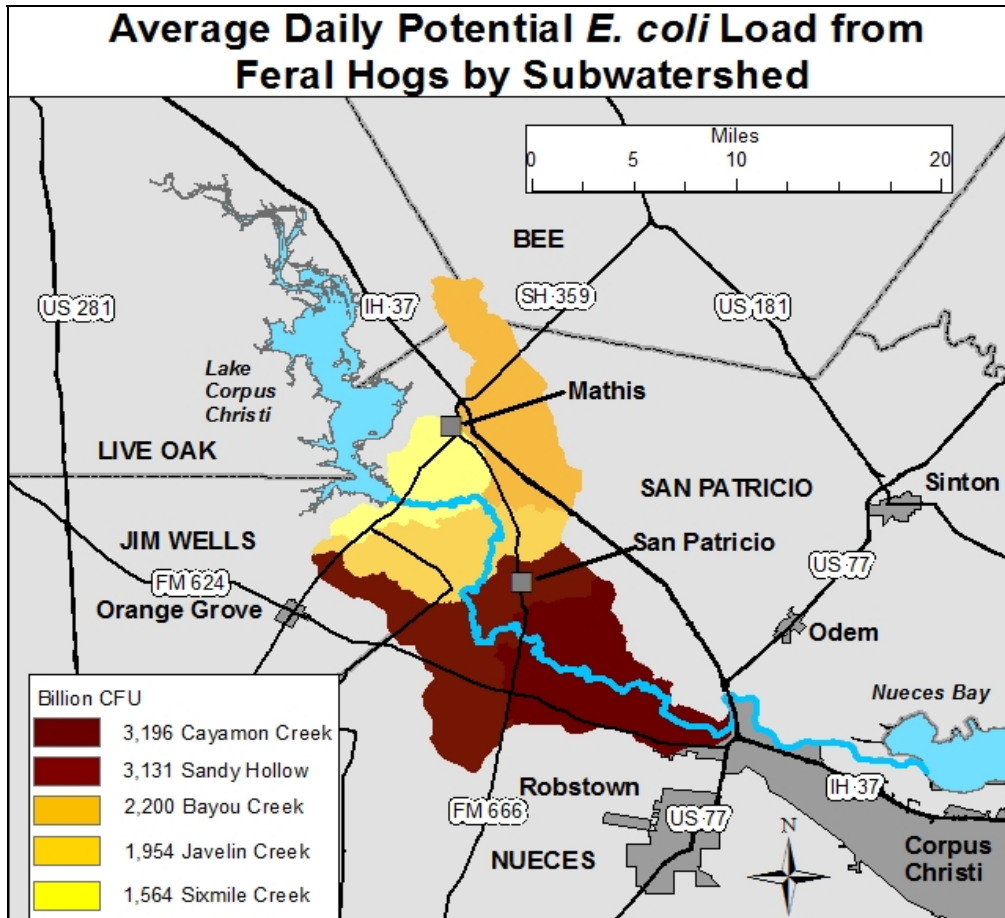 Average Daily Potential E. coli Load from
Feral Hogs by Subwatershed
Miles
0 5 10 20
BEE
US 281
IH 37
SH 359
US 181
Lake
Corpus
Christi
Mathis
LIVE OAK
SAN PATRICIO
Sinton
JIM WELLS
San Patricio
FM 624
US 77
Orange Grove
Odem
Nueces Bay
Billion CFU
3,196 Cayamon Creek
3,131 Sandy Hollow
2,200 Bayou Creek
1,954 Javelin Creek
1,564 Sixmile Creek
Robstown
IH 37
FM 666
US 77
N
NUECES
Corpus
Christi